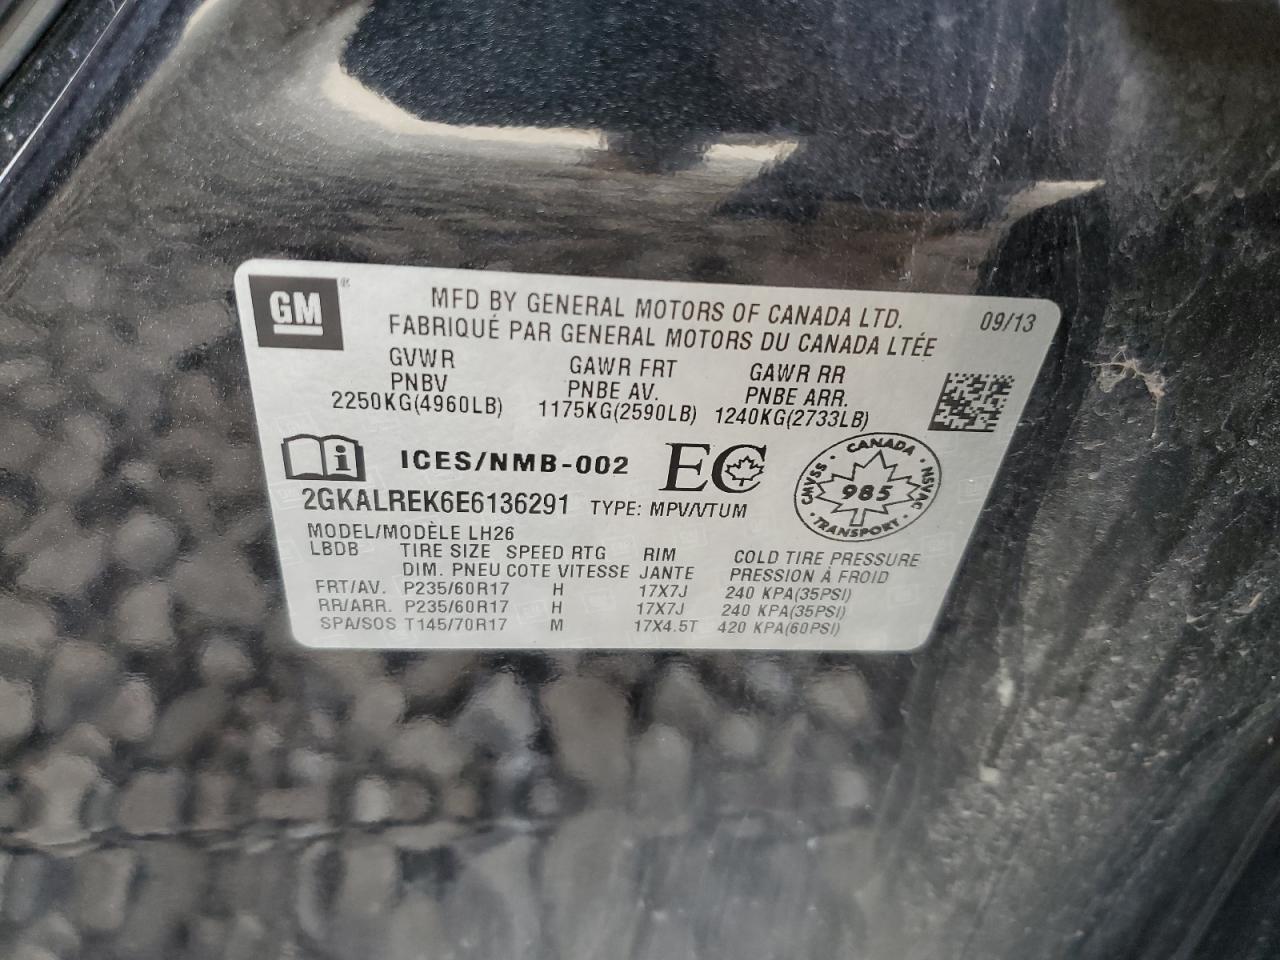 GM ®
MFD BY GENERAL MOTORS OF CANADA LTD.
FABRIQUÉ PAR GENERAL MOTORS DU CANADA LTÉE
09/13
GVWR GAWR FRT GAWR RR
PNBV PNBE AV. PNBE ARR.
2250KG(4960LB) 1175KG(2590LB) 1240KG(2733LB)
i ICES/NMB-002 EC
CANADA
CMVSS 985 NSVAC
TRANSPORT
2GKALREK6E6136291 TYPE: MPV/VTUM
MODEL/MODÈLE LH26
LBDB TIRE SIZE SPEED RTG RIM COLD TIRE PRESSURE
DIM. PNEU COTE VITESSE JANTE PRESSION À FROID
FRT/AV. P235/60R17 H 17X7J 240 KPA(35PSI)
RR/ARR. P235/60R17 H 17X7J 240 KPA(35PSI)
SPA/SOS T145/70R17 M 17X4.5T 420 KPA(60PSI)